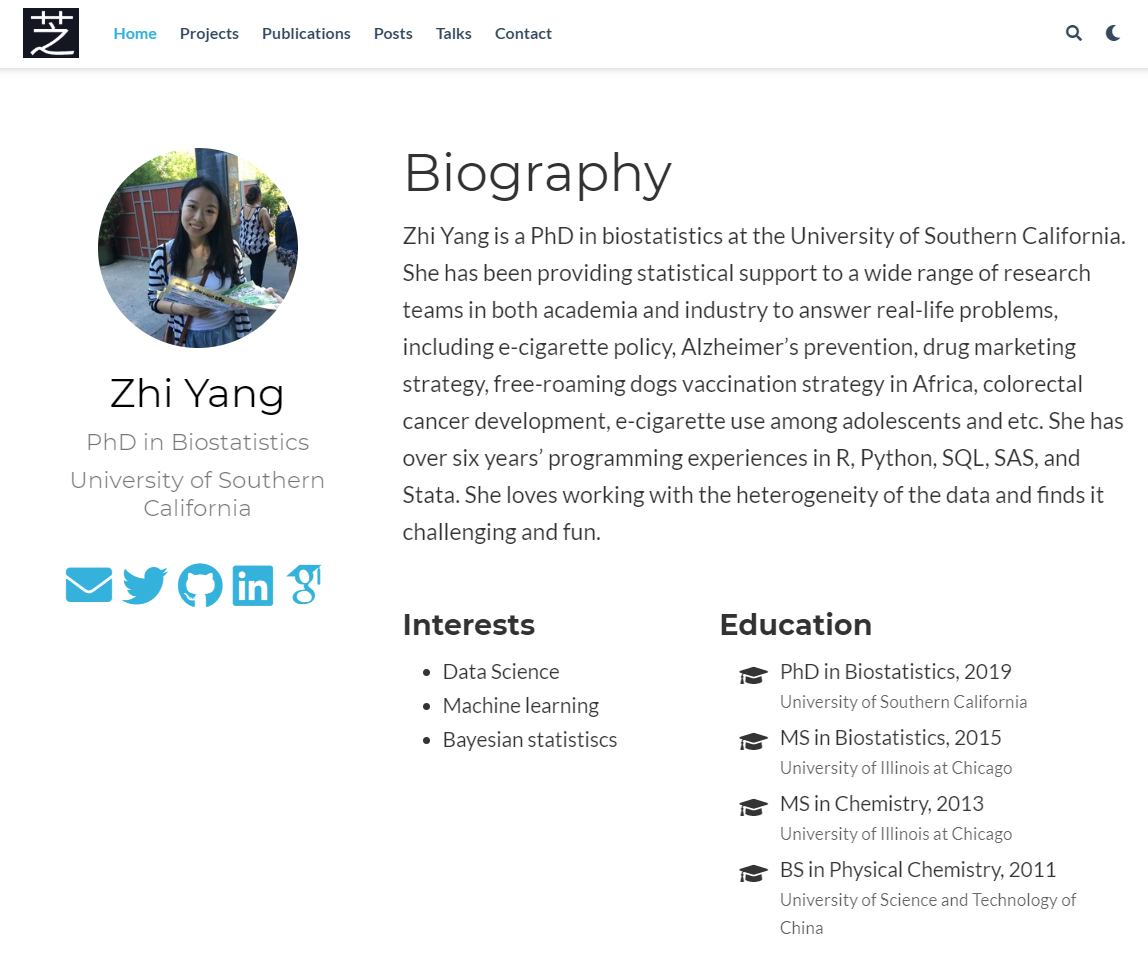 芝
Home Projects Publications Posts Talks Contact
Zhi Yang
PhD in Biostatistics
University of Southern
California
Biography
Zhi Yang is a PhD in biostatistics at the University of Southern California.
She has been providing statistical support to a wide range of research
teams in both academia and industry to answer real-life problems,
including e-cigarette policy, Alzheimer’s prevention, drug marketing
strategy, free-roaming dogs vaccination strategy in Africa, colorectal
cancer development, e-cigarette use among adolescents and etc. She has
over six years’ programming experiences in R, Python, SQL, SAS, and
Stata. She loves working with the heterogeneity of the data and finds it
challenging and fun.
Interests
• Data Science
• Machine learning
• Bayesian statistiscs
Education
PhD in Biostatistics, 2019
University of Southern California
MS in Biostatistics, 2015
University of Illinois at Chicago
MS in Chemistry, 2013
University of Illinois at Chicago
BS in Physical Chemistry, 2011
University of Science and Technology of
China